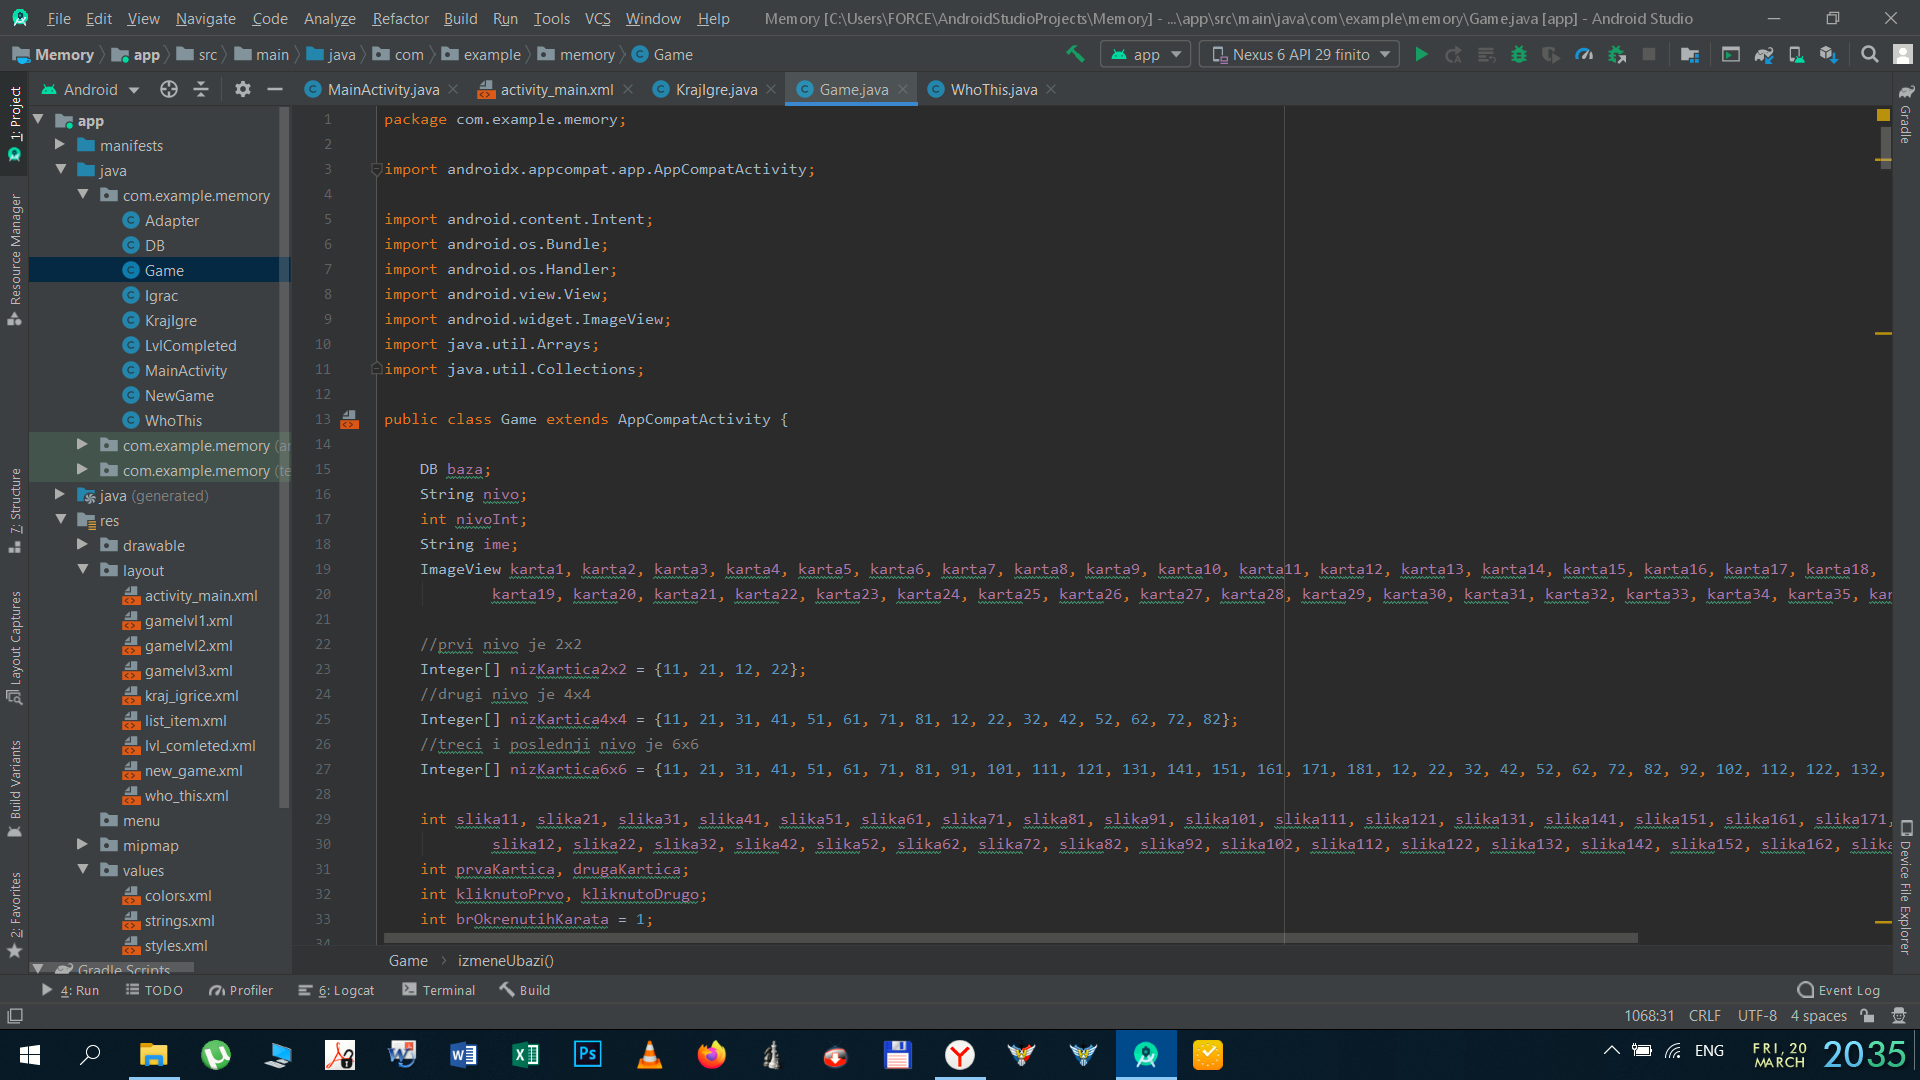 File Edit View Navigate Code Analyze Refactor Build Run Tools VCS Window Help Memory [C:\Users\FORCE\AndroidStudioProjects\Memory] - ...\app\src\main\java\com\example\memory\Game.java [app] - Android Studio
Memory app src main java com example memory Game app Nexus 6 API 29 finito
Android MainActivity.java activity_main.xml KrajIgre.java Game.java WhoThis.java
1: Project
Resource Manager
7: Structure
Layout Captures
Build Variants
2: Favorites
app
manifests
java
com.example.memory
Adapter
DB
Game
Igrac
KrajIgre
LvlCompleted
MainActivity
NewGame
WhoThis
com.example.memory
com.example.memory
java (generated)
res
drawable
layout
activity_main.xml
gamelvl1.xml
gamelvl2.xml
gamelvl3.xml
kraj_igrice.xml
list_item.xml
lvl_comleted.xml
new_game.xml
who_this.xml
menu
mipmap
values
colors.xml
strings.xml
styles.xml
Gradle Scripts
1 package com.example.memory;
2
3 import androidx.appcompat.app.AppCompatActivity;
4
5 import android.content.Intent;
6 import android.os.Bundle;
7 import android.os.Handler;
8 import android.view.View;
9 import android.widget.ImageView;
10 import java.util.Arrays;
11 import java.util.Collections;
12
13 public class Game extends AppCompatActivity {
14
15 DB baza;
16 String nivo;
17 int nivoInt;
18 String ime;
19 ImageView karta1, karta2, karta3, karta4, karta5, karta6, karta7, karta8, karta9, karta10, karta11, karta12, karta13, karta14, karta15, karta16, karta17, karta18,
20 karta19, karta20, karta21, karta22, karta23, karta24, karta25, karta26, karta27, karta28, karta29, karta30, karta31, karta32, karta33, karta34, karta35,
21
22 //prvi nivo je 2x2
23 Integer[] nizKartica2x2 = {11, 21, 12, 22};
24 //drugi nivo je 4x4
25 Integer[] nizKartica4x4 = {11, 21, 31, 41, 51, 61, 71, 81, 12, 22, 32, 42, 52, 62, 72, 82};
26 //treci i poslednji nivo je 6x6
27 Integer[] nizKartica6x6 = {11, 21, 31, 41, 51, 61, 71, 81, 91, 101, 111, 121, 131, 141, 151, 161, 171, 181, 12, 22, 32, 42, 52, 62, 72, 82, 92, 102, 112, 122, 132,
28
29 int slika11, slika21, slika31, slika41, slika51, slika61, slika71, slika81, slika91, slika101, slika111, slika121, slika131, slika141, slika151, slika161, slika171,
30 slika12, slika22, slika32, slika42, slika52, slika62, slika72, slika82, slika92, slika102, slika112, slika122, slika132, slika142, slika152, slika162,
31 int prvaKartica, drugaKartica;
32 int kliknutoPrvo, kliknutoDrugo;
33 int brOkrenutihKarata = 1;
34
Gradle
Device File Explorer
Game izmeneUbazi()
4: Run TODO Profiler 6: Logcat Terminal Build Event Log
1068:31 CRLF UTF-8 4 spaces
ENG FRI, 20 MARCH 20 35